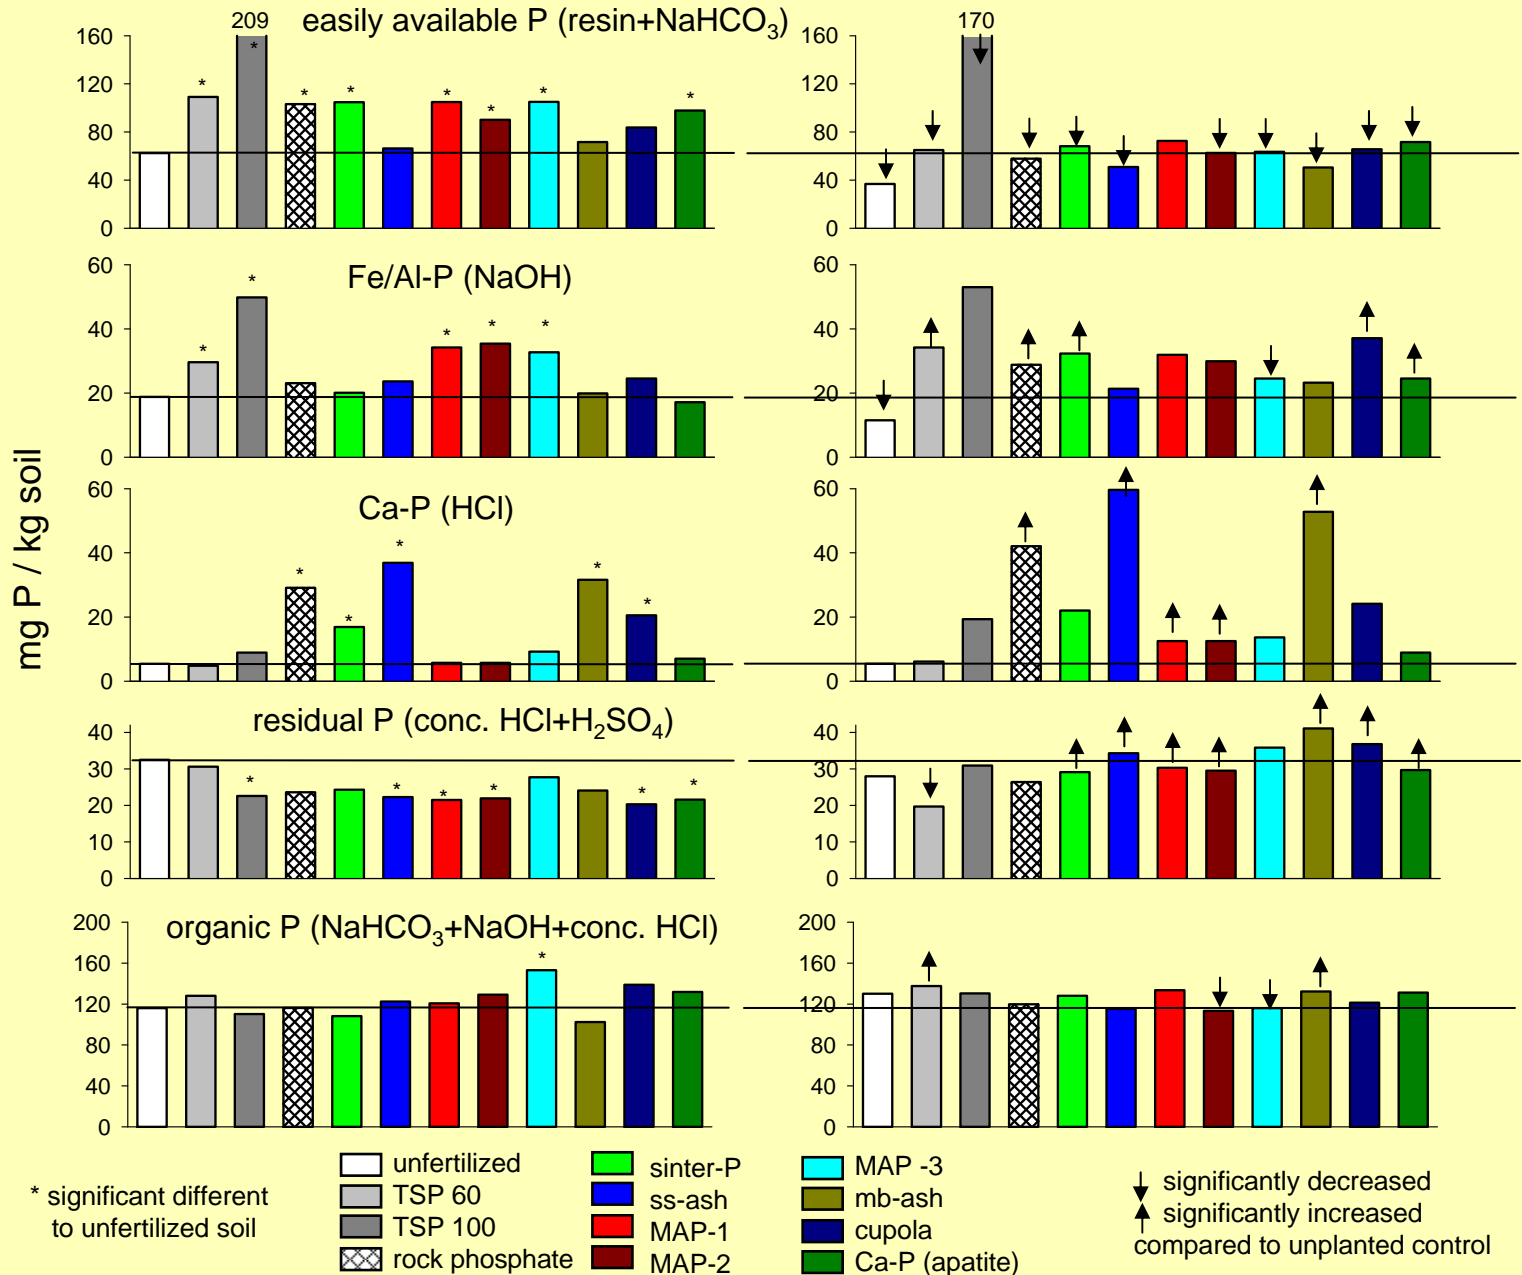 209
easily available P (resin+NaHCO₃)
170
160
120
80
40
0
* * * * * * * * *
160
120
80
40
0
Fe/Al-P (NaOH)
60
40
20
0
* * * * *
60
40
20
0
Ca-P (HCl)
60
40
20
0
* * * * *
60
40
20
0
mg P / kg soil
residual P (conc. HCl+H₂SO₄)
40
30
20
10
0
* * * * * *
40
30
20
10
0
organic P (NaHCO₃+NaOH+conc. HCl)
200
160
120
80
40
0
*
200
160
120
80
40
0
* significant different
to unfertilized soil
unfertilized
TSP 60
TSP 100
rock phosphate
sinter-P
ss-ash
MAP-1
MAP-2
MAP -3
mb-ash
cupola
Ca-P (apatite)
significantly decreased
significantly increased
compared to unplanted control